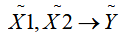 X̃1, X̃2 → Ỹ